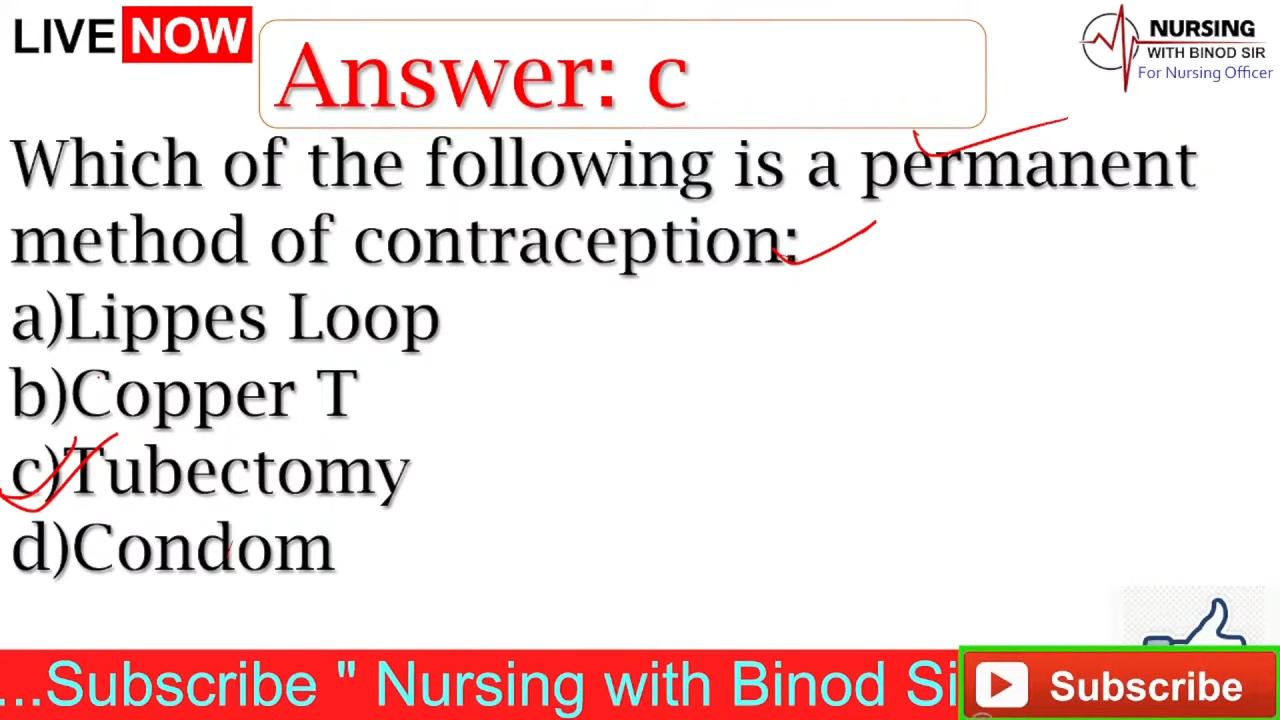 LIVE NOW
Answer: c
NURSING
WITH BINOD SIR
For Nursing Officer
Which of the following is a permanent
method of contraception:
a)Lippes Loop
b)Copper T
c)Tubectomy
d)Condom
...Subscribe " Nursing with Binod Si
Subscribe